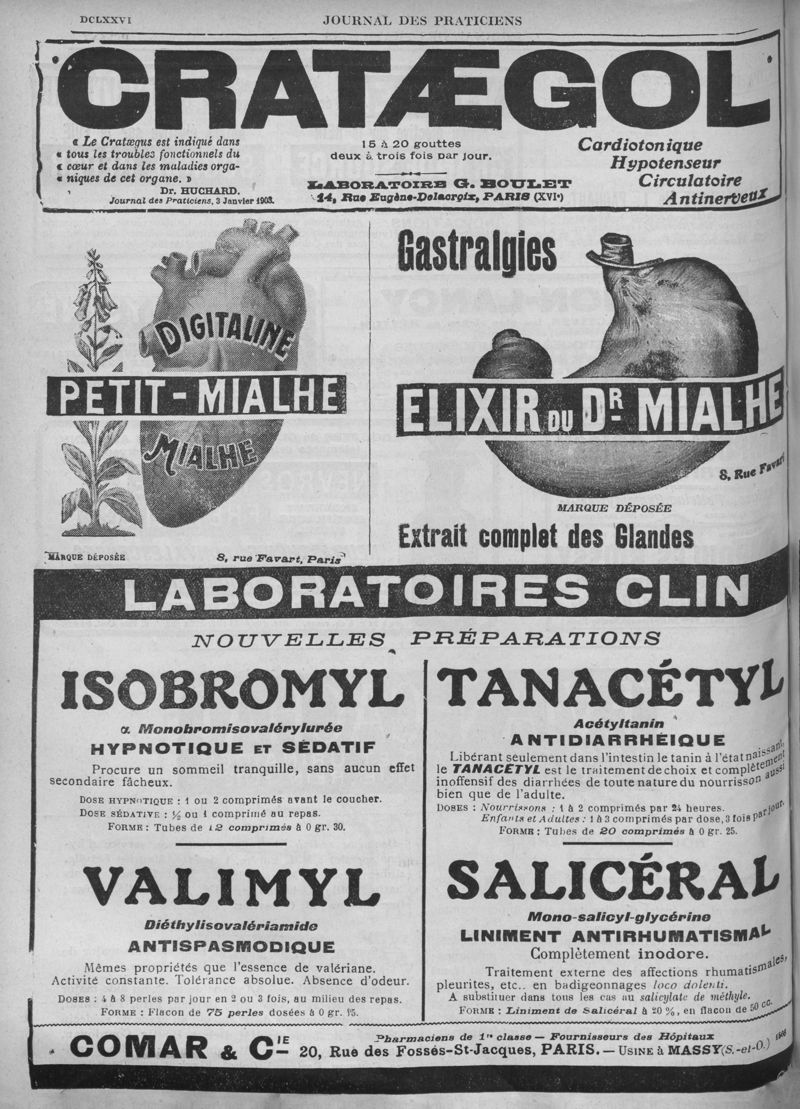 DCLXXVI
JOURNAL DES PRATICIENS
CRATÆGOL
« Le Cratægus est indiqué dans
« tous les troubles fonctionnels du
« cœur et dans les maladies orga-
« niques de cet organe. »
Dr. HUCHARD.
Journal des Praticiens, 3 Janvier 1903.
15 à 20 gouttes
deux à trois fois par jour.
LABORATOIRE G. BOULET
14, Rue Eugène-Delacroix, PARIS (XVIe)
Cardiotonique
Hypotenseur
Circulatoire
Antinerveux
DIGITALINE
PETIT-MIALHE
MIALHE
MARQUE DÉPOSÉE
8, rue Favart, Paris
Gastralgies
ELIXIR DU DR MIALHE
8, Rue Favart
MARQUE DÉPOSÉE
Extrait complet des Glandes
LABORATOIRES CLIN
NOUVELLES PRÉPARATIONS
ISOBROMYL
α Monobromisovalérylurée
HYPNOTIQUE ET SÉDATIF
Procure un sommeil tranquille, sans aucun effet
secondaire fâcheux.
DOSE HYPNOTIQUE : 1 ou 2 comprimés avant le coucher.
DOSE SÉDATIVE : ½ ou 1 comprimé au repas.
FORME : Tubes de 12 comprimés à 0 gr. 30.
TANACÉTYL
Acétyltanin
ANTIDIARRHÉIQUE
Libérant seulement dans l'intestin le tanin à l'état naissant,
le TANACÉTYL est le traitement de choix et complètement
inoffensif des diarrhées de toute nature du nourrisson aussi
bien que de l'adulte.
DOSES : Nourrissons : 1 à 2 comprimés par 24 heures.
Enfants et Adultes : 1 à 3 comprimés par dose, 3 fois par jour.
FORME : Tubes de 20 comprimés à 0 gr. 25.
VALIMYL
Diéthylisovalériamide
ANTISPASMODIQUE
Mêmes propriétés que l'essence de valériane.
Activité constante. Tolérance absolue. Absence d'odeur.
DOSES : 4 à 8 perles par jour en 2 ou 3 fois, au milieu des repas.
FORME : Flacon de 75 perles dosées à 0 gr.
SALICÉRAL
Mono-salicyl-glycérine
LINIMENT ANTIRHUMATISMAL
Complètement inodore.
Traitement externe des affections rhumatismales,
pleurites, etc.. en badigeonnages loco dolenti.
A substituer dans tous les cas au salicylate de méthyle.
FORME : Liniment de Salicéral à 20 %, en flacon de 50 cc.
COMAR & CIE
Pharmaciens de 1re classe — Fournisseurs des Hôpitaux
20, Rue des Fossés-St-Jacques, PARIS. — USINE à MASSY (S.-et-O.)